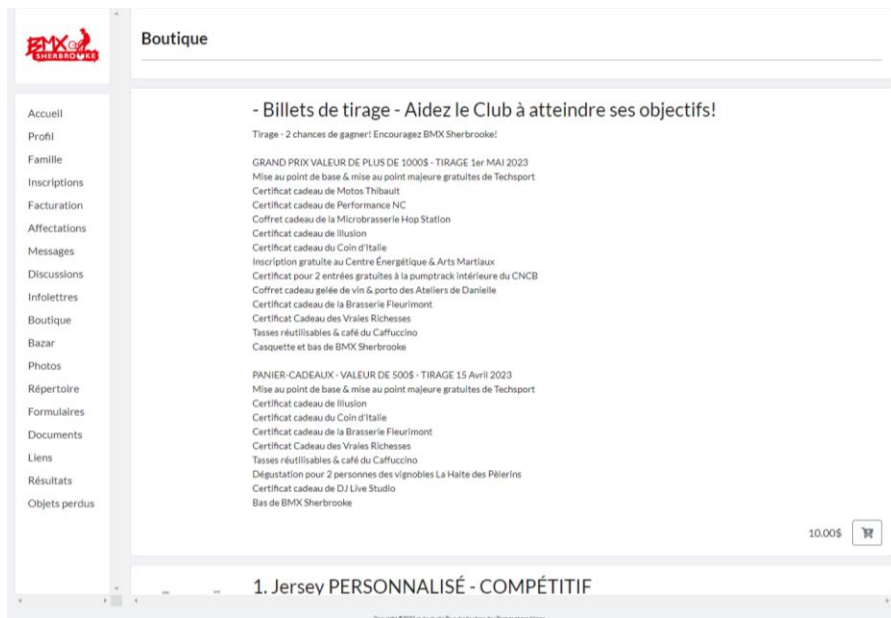 BMX
SHERBROOKE
Boutique
Accueil
Profil
Famille
Inscriptions
Facturation
Affectations
Messages
Discussions
Infolettres
Boutique
Bazar
Photos
Répertoire
Formulaires
Documents
Liens
Résultats
Objets perdus
- Billets de tirage - Aidez le Club à atteindre ses objectifs!
Tirage - 2 chances de gagner! Encouragez BMX Sherbrooke!
GRAND PRIX VALEUR DE PLUS DE 1000$ - TIRAGE 1er MAI 2023
Mise au point de base & mise au point majeure gratuites de Techsport
Certificat cadeau de Motos Thibault
Certificat cadeau de Performance NC
Coffret cadeau de la Microbrasserie Hop Station
Certificat cadeau de Illusion
Certificat cadeau du Coin d'Italie
Inscription gratuite au Centre Énergétique & Arts Martiaux
Certificat pour 2 entrées gratuites à la pumptrack intérieure du CNCB
Coffret cadeau gelée de vin & porto des Ateliers de Danielle
Certificat cadeau de la Brasserie Fleurimont
Certificat Cadeau des Vraies Richesses
Tasses réutilisables & café du Caffuccino
Casquette et bas de BMX Sherbrooke
PANIER-CADEAUX - VALEUR DE 500$ - TIRAGE 15 Avril 2023
Mise au point de base & mise au point majeure gratuites de Techsport
Certificat cadeau de Illusion
Certificat cadeau du Coin d'Italie
Certificat cadeau de la Brasserie Fleurimont
Certificat Cadeau des Vraies Richesses
Tasses réutilisables & café du Caffuccino
Dégustation pour 2 personnes des vignobles La Halte des Pèlerins
Certificat cadeau de DJ Live Studio
Bas de BMX Sherbrooke
10.00$
1. Jersey PERSONNALISÉ - COMPÉTITIF